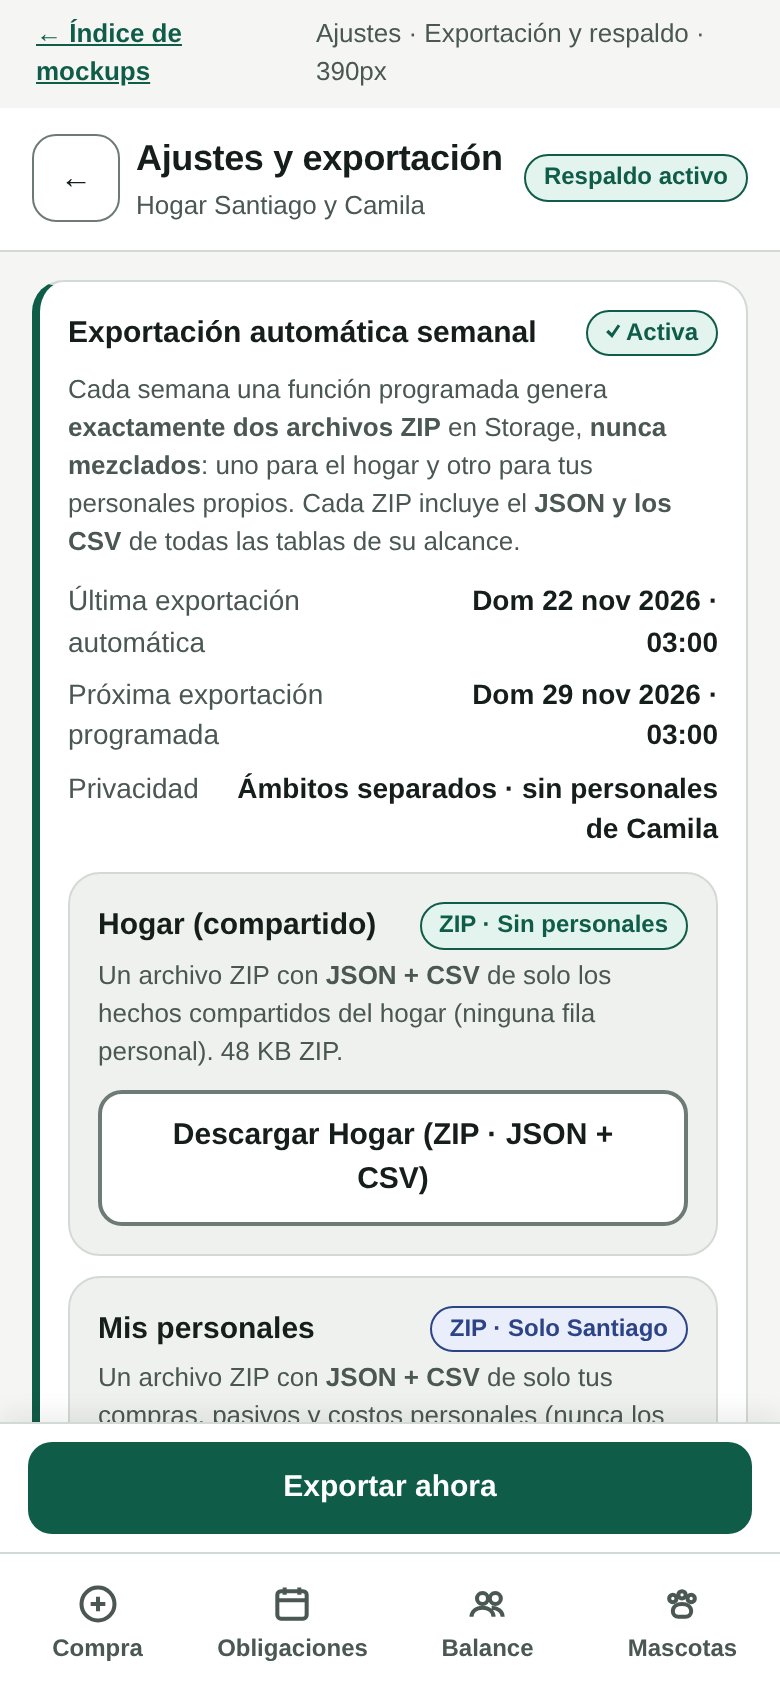 ← Índice de
mockups
Ajustes · Exportación y respaldo ·
390px
←
Ajustes y exportación
Hogar Santiago y Camila
Respaldo activo
Exportación automática semanal
✓ Activa
Cada semana una función programada genera
exactamente dos archivos ZIP en Storage, nunca
mezclados: uno para el hogar y otro para tus
personales propios. Cada ZIP incluye el JSON y los
CSV de todas las tablas de su alcance.
Última exportación
automática
Dom 22 nov 2026 ·
03:00
Próxima exportación
programada
Dom 29 nov 2026 ·
03:00
Privacidad
Ámbitos separados · sin personales
de Camila
Hogar (compartido)
ZIP · Sin personales
Un archivo ZIP con JSON + CSV de solo los
hechos compartidos del hogar (ninguna fila
personal). 48 KB ZIP.
Descargar Hogar (ZIP · JSON +
CSV)
Mis personales
ZIP · Solo Santiago
Un archivo ZIP con JSON + CSV de solo tus
compras, pasivos y costos personales (nunca los
Exportar ahora
Compra
Obligaciones
Balance
Mascotas